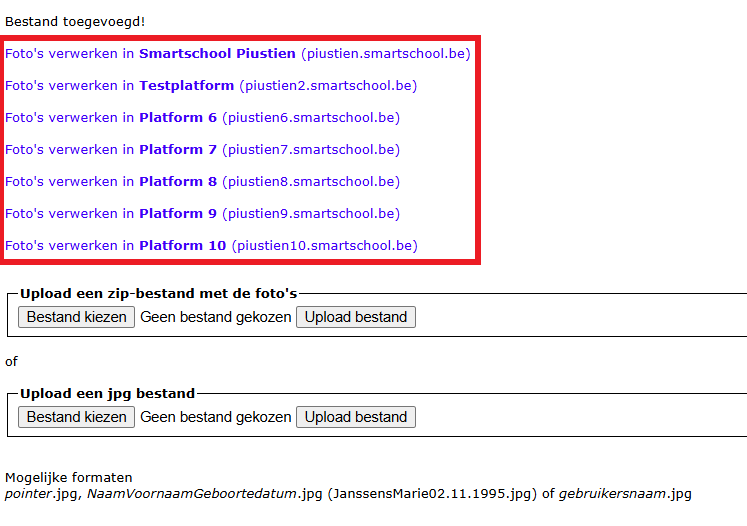 Bestand toegevoegd!
Foto's verwerken in Smartschool Piustien (piustien.smartschool.be)
Foto's verwerken in Testplatform (piustien2.smartschool.be)
Foto's verwerken in Platform 6 (piustien6.smartschool.be)
Foto's verwerken in Platform 7 (piustien7.smartschool.be)
Foto's verwerken in Platform 8 (piustien8.smartschool.be)
Foto's verwerken in Platform 9 (piustien9.smartschool.be)
Foto's verwerken in Platform 10 (piustien10.smartschool.be)
Upload een zip-bestand met de foto's
Bestand kiezen Geen bestand gekozen Upload bestand
of
Upload een jpg bestand
Bestand kiezen Geen bestand gekozen Upload bestand
Mogelijke formaten
pointer.jpg, NaamVoornaamGeboortedatum.jpg (JanssensMarie02.11.1995.jpg) of gebruikersnaam.jpg